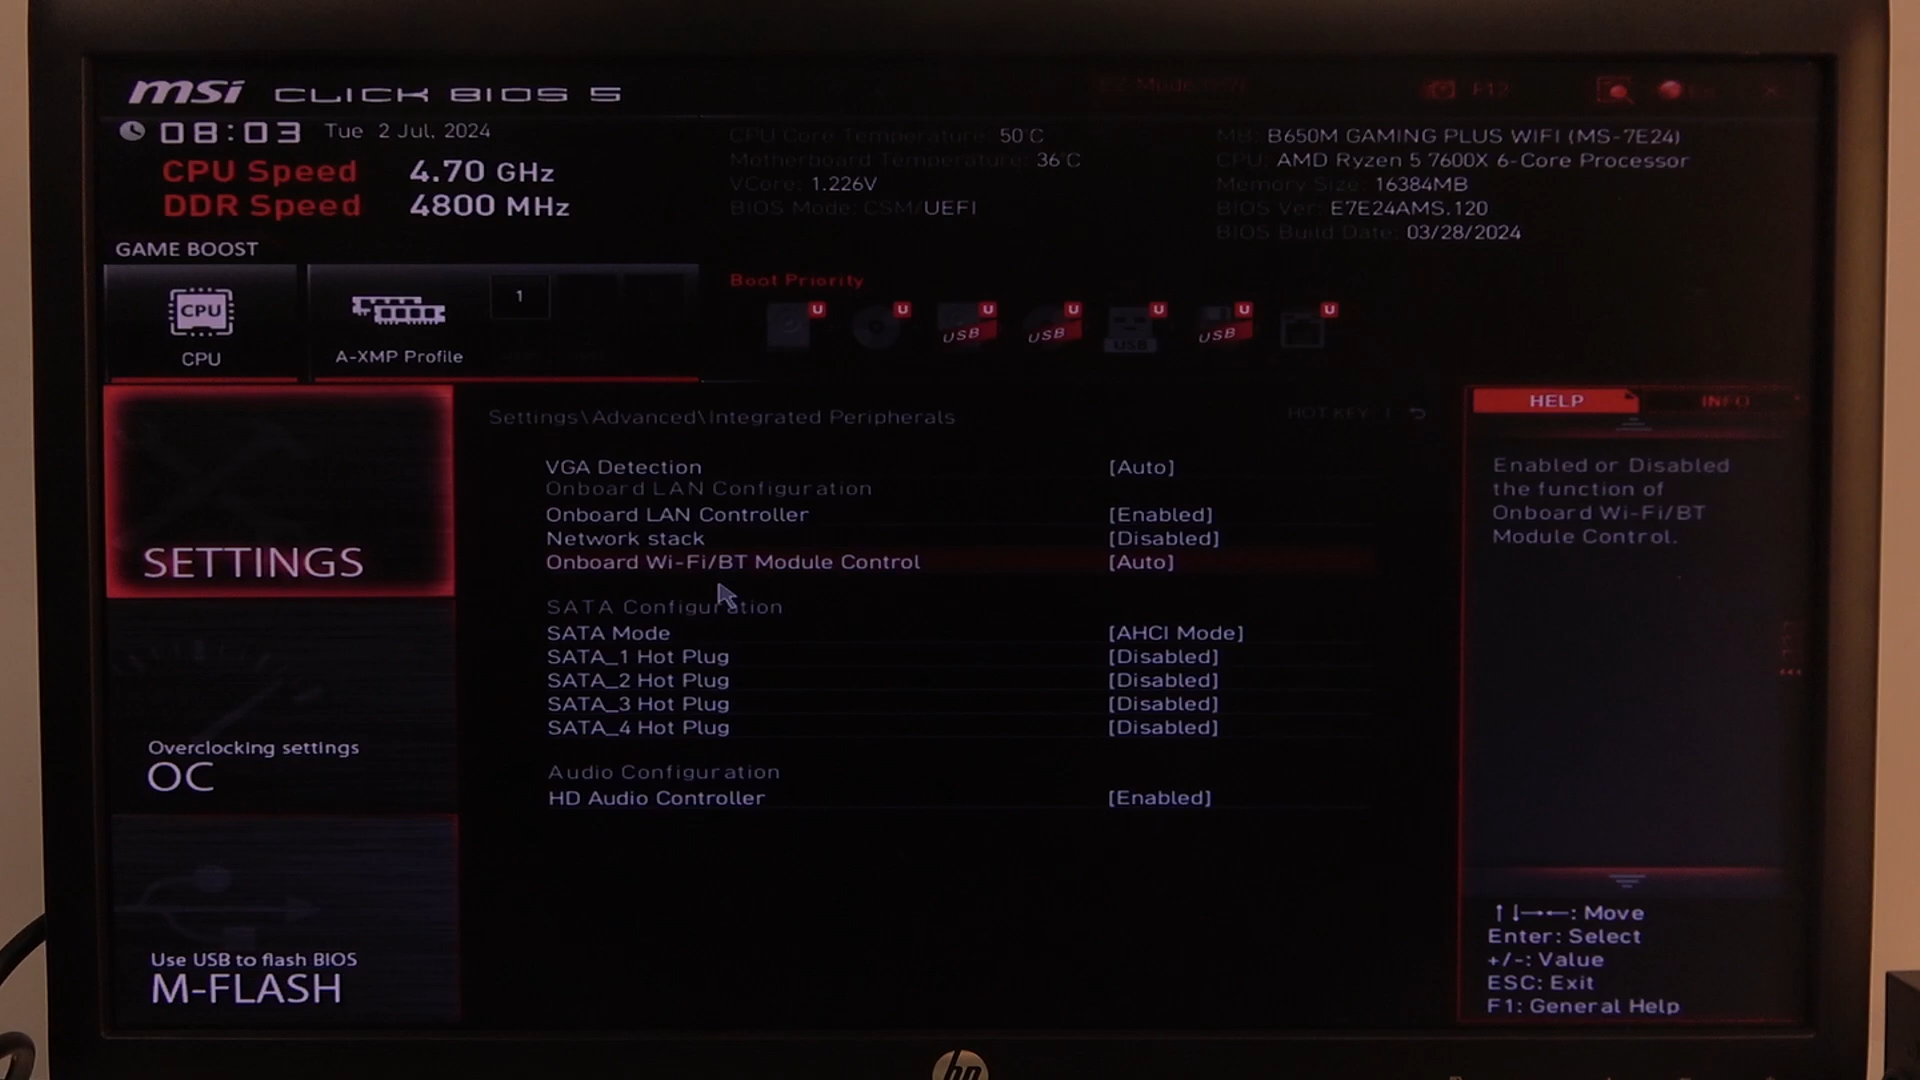 msi CLICK BIOS 5
F12
08:03 Tue 2 Jul, 2024
CPU Speed 4.70 GHz
DDR Speed 4800 MHz
CPU Core Temperature: 50°C
Motherboard Temperature: 36°C
VCore: 1.226V
BIOS Mode: CSM/UEFI
MB: B650M GAMING PLUS WIFI (MS-7E24)
CPU: AMD Ryzen 5 7600X 6-Core Processor
Memory Size: 16384MB
BIOS Ver: E7E24AMS.120
BIOS Build Date: 03/28/2024
GAME BOOST
CPU
CPU
1
A-XMP Profile
Boot Priority
U U U U U U U
USB USB USB USB
SETTINGS
Overclocking settings
OC
Use USB to flash BIOS
M-FLASH
Settings\Advanced\Integrated Peripherals
HOT KEY
VGA Detection [Auto]
Onboard LAN Configuration
Onboard LAN Controller [Enabled]
Network stack [Disabled]
Onboard Wi-Fi/BT Module Control [Auto]
SATA Configuration
SATA Mode [AHCI Mode]
SATA_1 Hot Plug [Disabled]
SATA_2 Hot Plug [Disabled]
SATA_3 Hot Plug [Disabled]
SATA_4 Hot Plug [Disabled]
Audio Configuration
HD Audio Controller [Enabled]
HELP INFO
Enabled or Disabled
the function of
Onboard Wi-Fi/BT
Module Control.
↑↓→←: Move
Enter: Select
+/-: Value
ESC: Exit
F1: General Help
hp